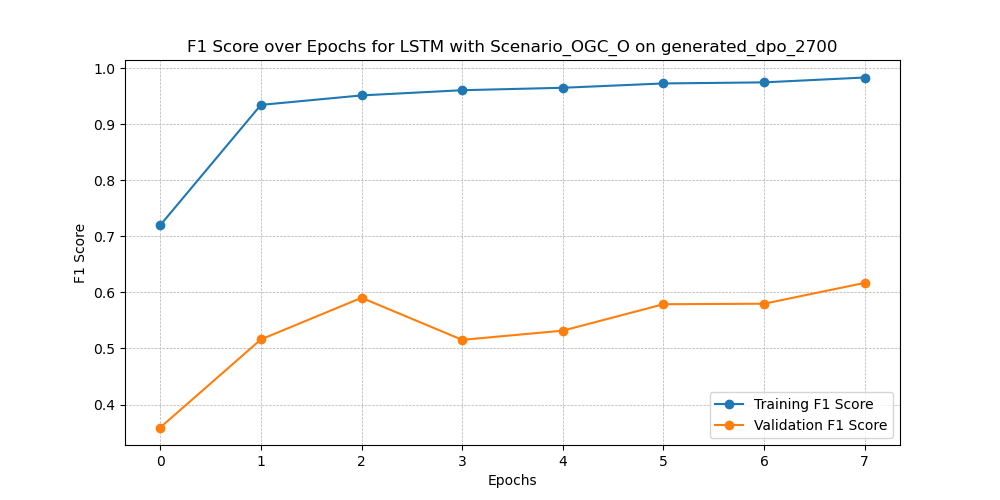 F1 Score over Epochs for LSTM with Scenario_OGC_O on generated_dpo_2700
F1 Score
1.0
0.9
0.8
0.7
0.6
0.5
0.4
0 1 2 3 4 5 6 7
Epochs
Training F1 Score
Validation F1 Score